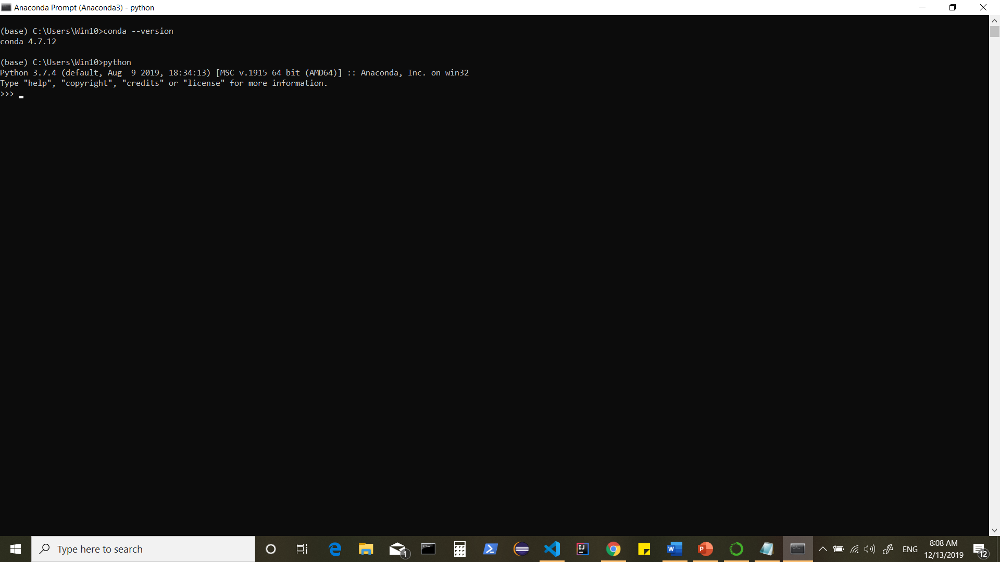 Anaconda Prompt (Anaconda3) - python
(base) C:\Users\Win10>conda --version
conda 4.7.12
(base) C:\Users\Win10>python
Python 3.7.4 (default, Aug  9 2019, 18:34:13) [MSC v.1915 64 bit (AMD64)] :: Anaconda, Inc. on win32
Type "help", "copyright", "credits" or "license" for more information.
>>>
Type here to search
1
IJ
W
P
ENG
8:08 AM
12/13/2019
12